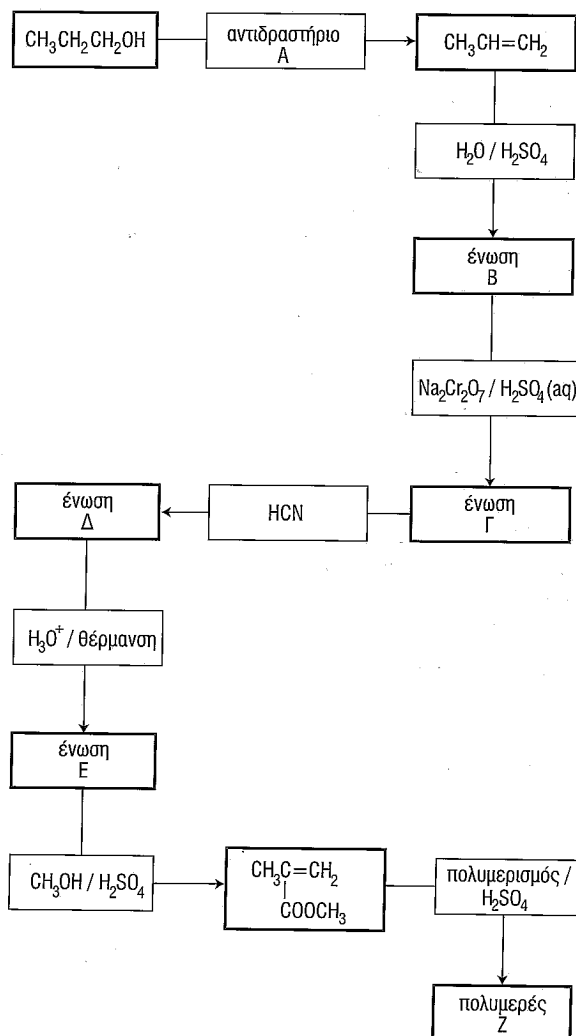 CH₃CH₂CH₂OH
αντιδραστήριο
Α
CH₃CH=CH₂
H₂O / H₂SO₄
ένωση
Β
Na₂Cr₂O₇ / H₂SO₄ (aq)
ένωση
Γ
HCN
ένωση
Δ
H₃O⁺ / θέρμανση
ένωση
Ε
CH₃OH / H₂SO₄
CH₃C=CH₂
COOCH₃
πολυμερισμός /
H₂SO₄
πολυμερές
Ζ